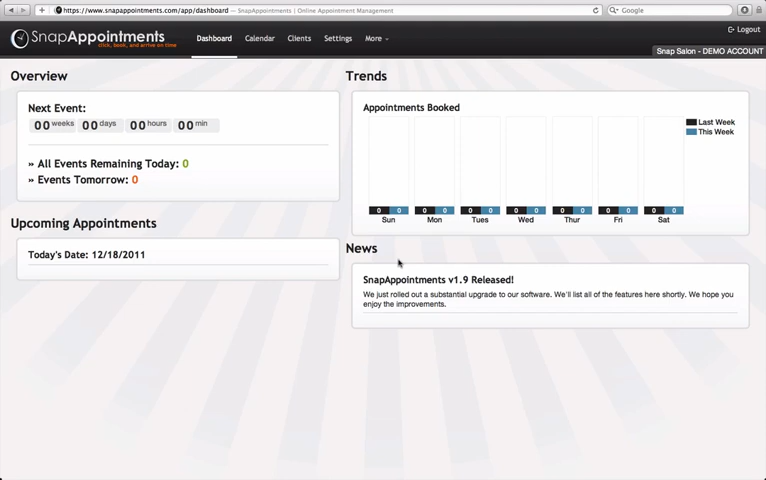 https://www.snapappointments.com/app/dashboard — SnapAppointments | Online Appointment Management
Google
SnapAppointments
click, book, and arrive on time
Dashboard
Calendar
Clients
Settings
More
Logout
Snap Salon - DEMO ACCOUNT
Overview
Next Event:
00 weeks 00 days 00 hours 00 min
» All Events Remaining Today: 0
» Events Tomorrow: 0
Upcoming Appointments
Today's Date: 12/18/2011
Trends
Appointments Booked
Last Week
This Week
0 0 0 0 0 0 0 0 0 0 0 0 0 0
Sun Mon Tues Wed Thur Fri Sat
News
SnapAppointments v1.9 Released!
We just rolled out a substantial upgrade to our software. We'll list all of the features here shortly. We hope you
enjoy the improvements.